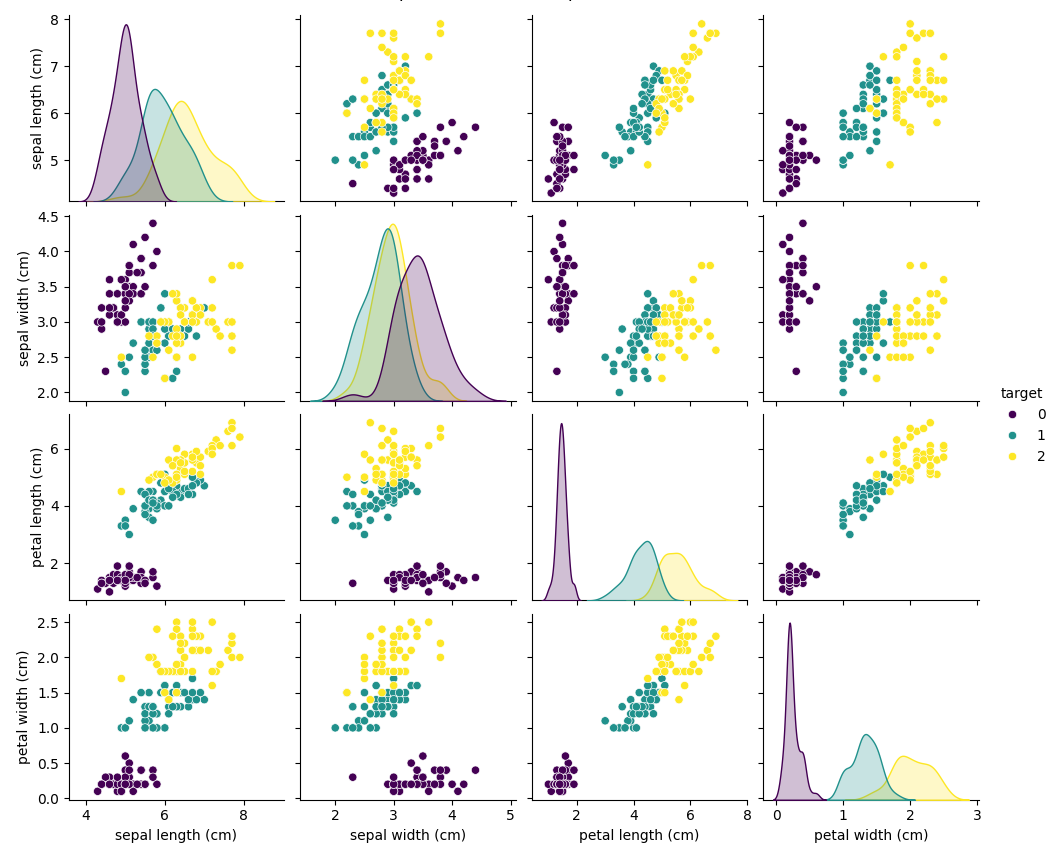 8
7
6
5
sepal length (cm)
4.5
4.0
3.5
3.0
2.5
2.0
sepal width (cm)
target
0
1
2
6
4
2
petal length (cm)
2.5
2.0
1.5
1.0
0.5
0.0
petal width (cm)
4 6 8
sepal length (cm)
2 3 4 5
sepal width (cm)
2 4 6 8
petal length (cm)
0 1 2 3
petal width (cm)